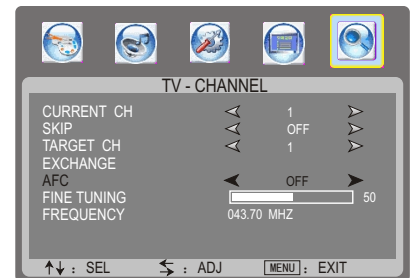 TV - CHANNEL
CURRENT CH 1
SKIP OFF
TARGET CH 1
EXCHANGE
AFC OFF
FINE TUNING 50
FREQUENCY 043.70 MHZ
↑↓ : SEL ⇆ : ADJ MENU : EXIT